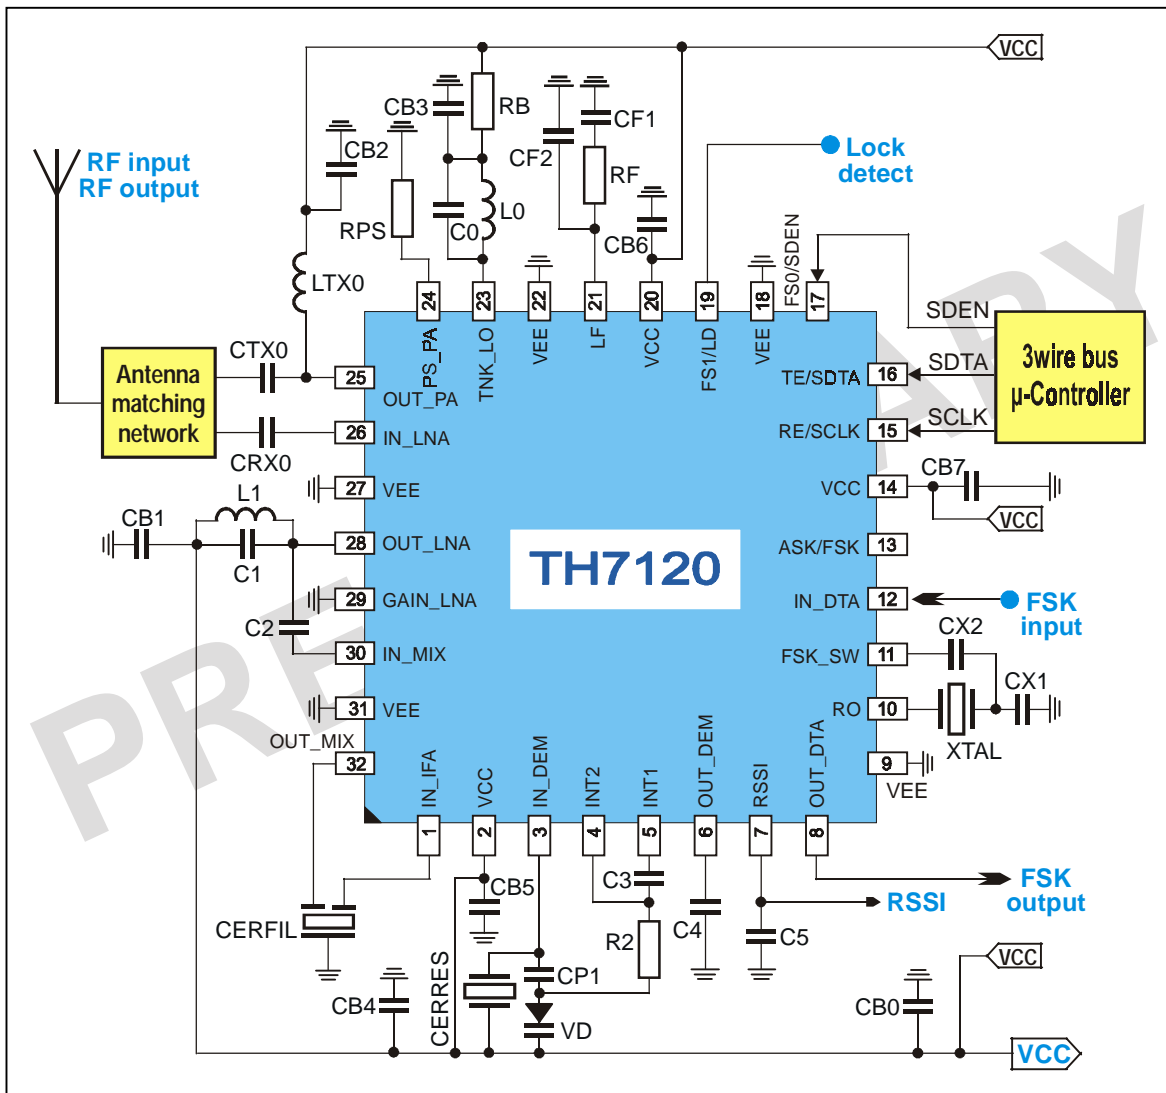 VCC
CB3
RB
CF1
CB2
CF2
RF
Lock
detect
RF input
RF output
RPS
C0
L0
CB6
FS0/SDEN
LTX0
24
23
22
21
20
19
18
17
SDEN
PS_PA
TNK_LO
VEE
LF
VCC
FS1/LD
VEE
3wire bus
µ-Controller
CTX0
Antenna
matching
network
25
OUT_PA
TE/SDTA
16
SDTA
26
IN_LNA
RE/SCLK
15
SCLK
CRX0
27
VEE
VCC
14
CB7
VCC
L1
CB1
C1
28
OUT_LNA
ASK/FSK
13
TH7120
29
GAIN_LNA
IN_DTA
12
FSK
input
C2
30
IN_MIX
FSK_SW
11
CX2
31
VEE
RO
10
CX1
XTAL
OUT_MIX
32
9
VEE
IN_IFA
VCC
IN_DEM
INT2
INT1
OUT_DEM
RSSI
OUT_DTA
1
2
3
4
5
6
7
8
CERFIL
CB5
C3
FSK
output
RSSI
R2
C4
C5
CERRES
CP1
VD
CB4
CB0
VCC
VCC
PRE
ARY